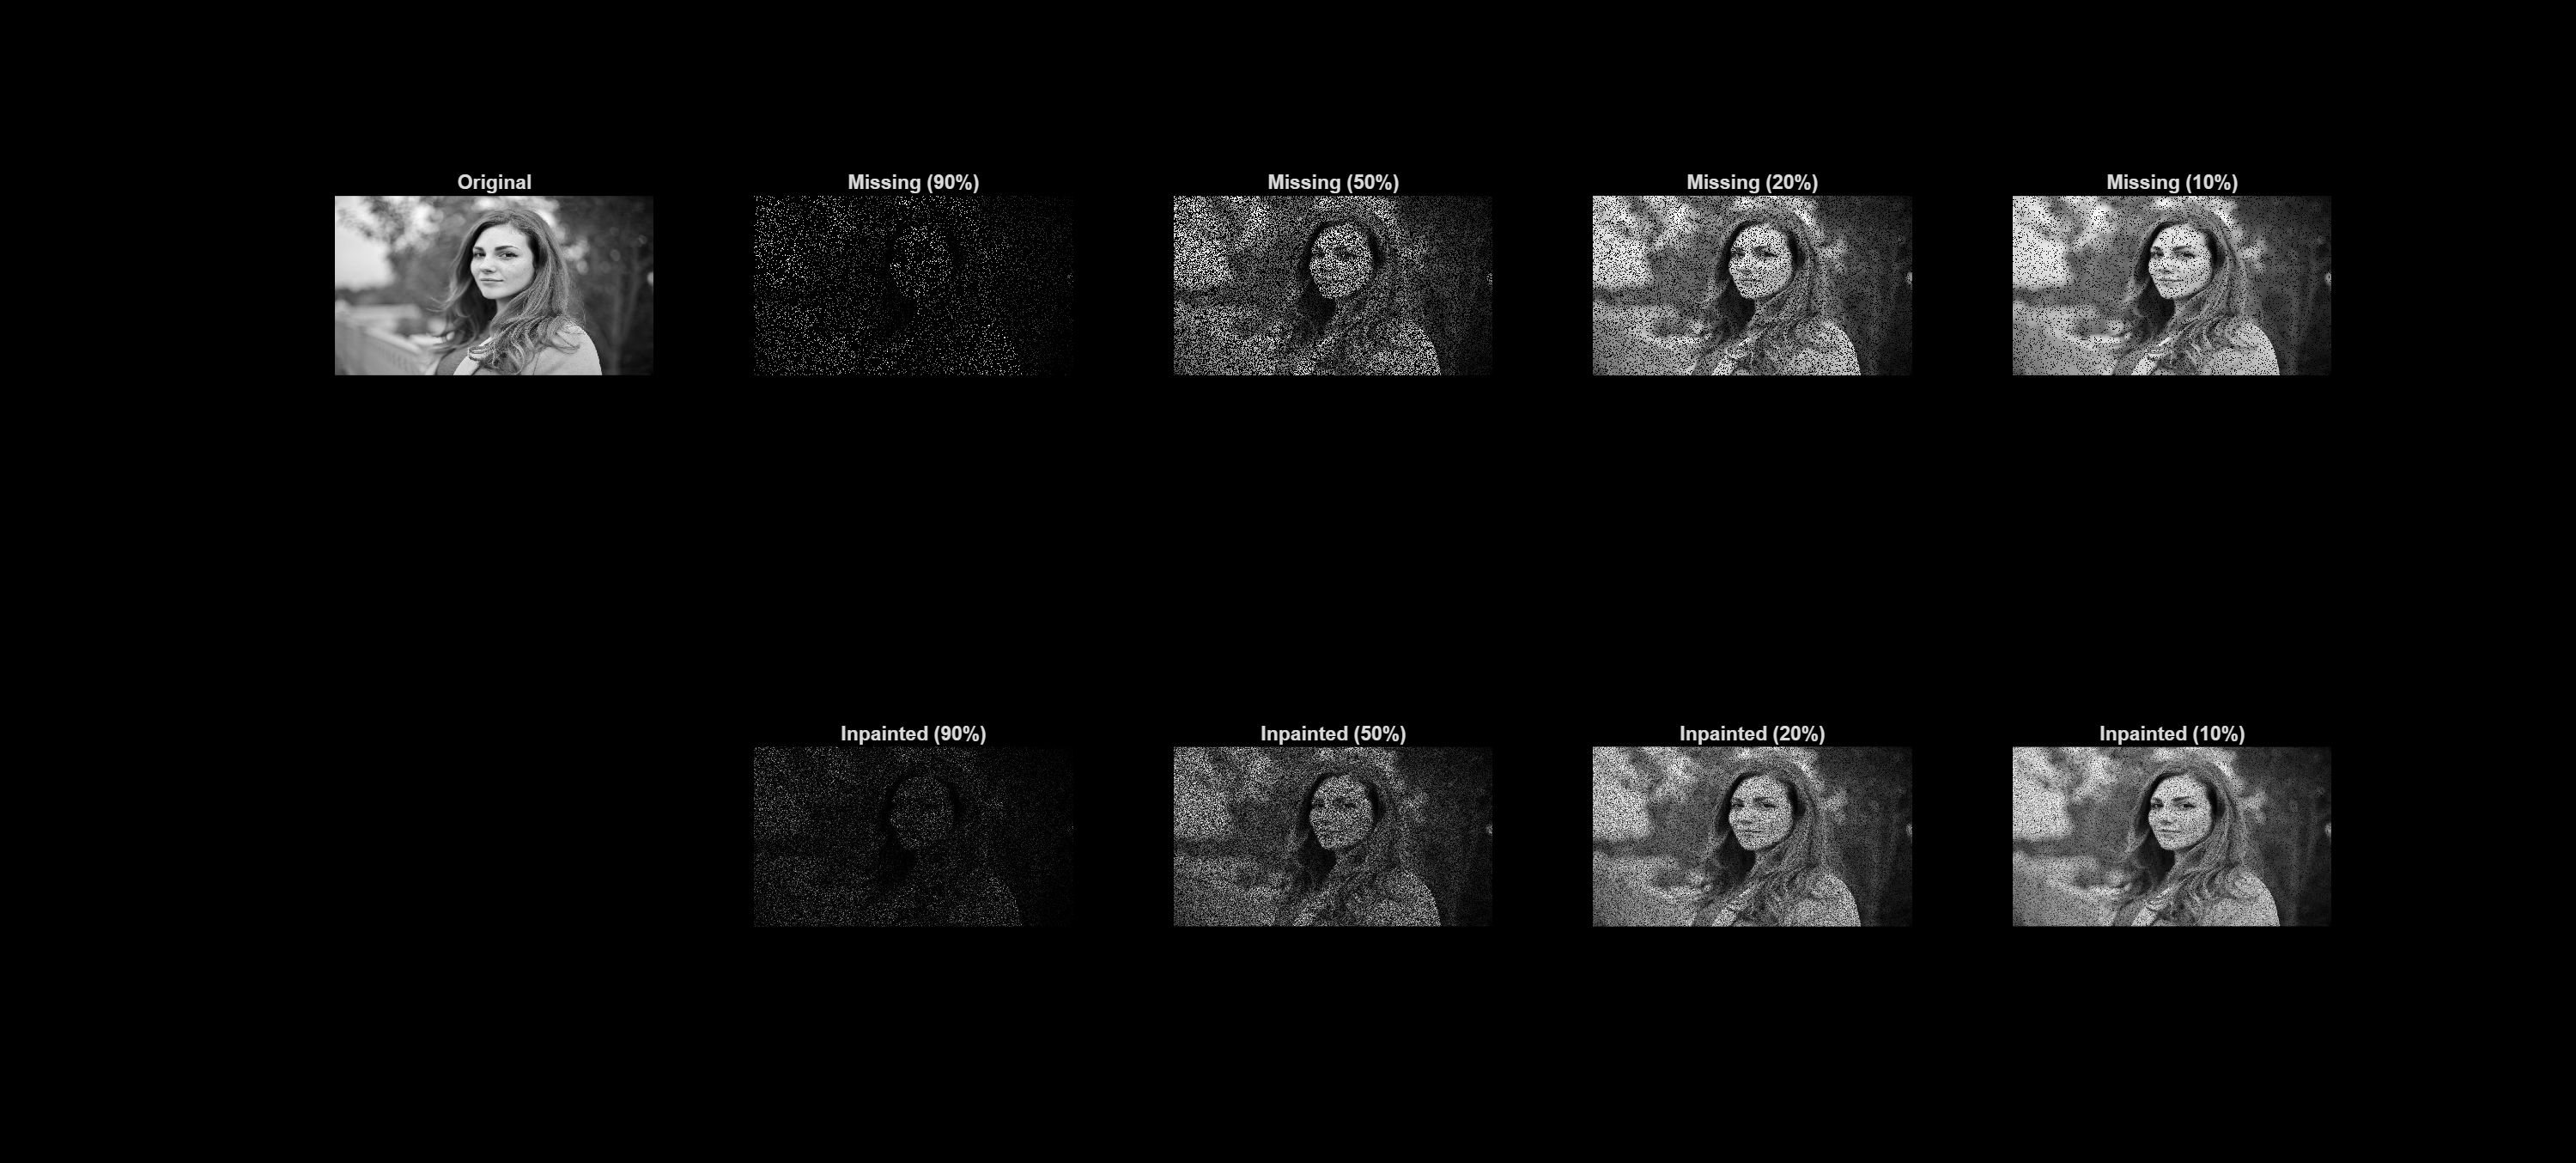 Original
Missing (90%)
Missing (50%)
Missing (20%)
Missing (10%)
Inpainted (90%)
Inpainted (50%)
Inpainted (20%)
Inpainted (10%)